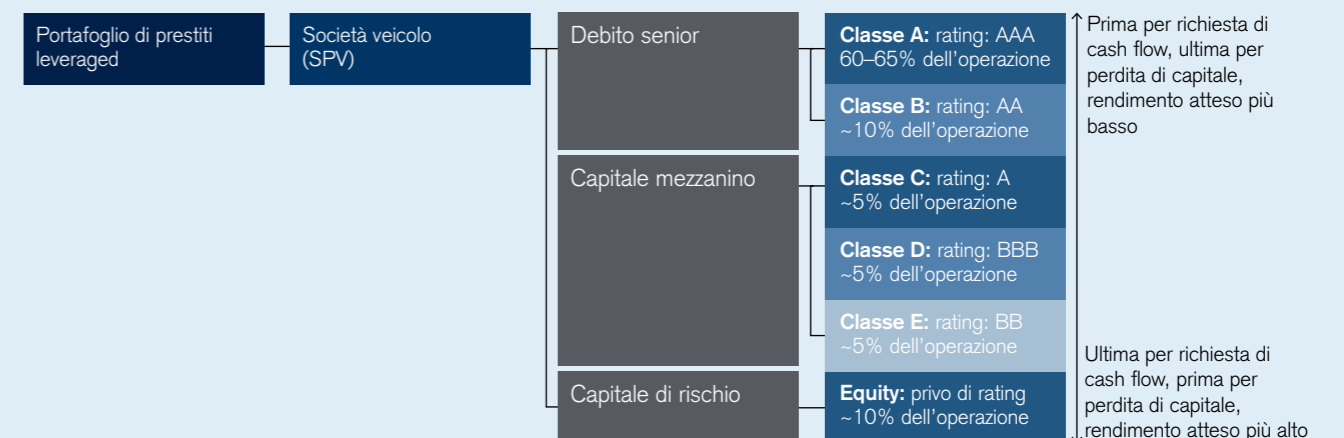 Portafoglio di prestiti
leveraged
Società veicolo
(SPV)
Debito senior
Classe A: rating: AAA
60–65% dell'operazione
Classe B: rating: AA
~10% dell'operazione
Capitale mezzanino
Classe C: rating: A
~5% dell'operazione
Classe D: rating: BBB
~5% dell'operazione
Classe E: rating: BB
~5% dell'operazione
Capitale di rischio
Equity: privo di rating
~10% dell'operazione
Prima per richiesta di
cash flow, ultima per
perdita di capitale,
rendimento atteso più
basso
Ultima per richiesta di
cash flow, prima per
perdita di capitale,
rendimento atteso più alto